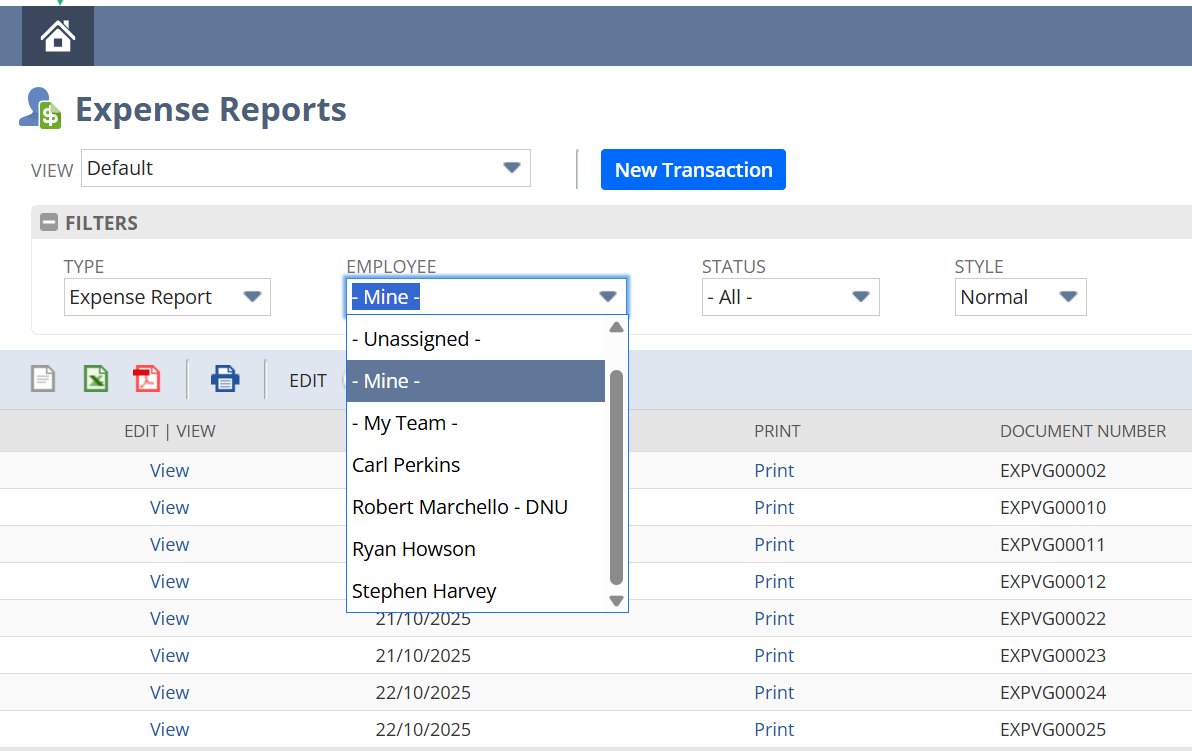 Expense Reports
VIEW Default New Transaction
FILTERS
TYPE EMPLOYEE STATUS STYLE
Expense Report - Mine - - All - Normal
- Unassigned -
EDIT - Mine -
- My Team -
EDIT | VIEW PRINT DOCUMENT NUMBER
Carl Perkins
View Print EXPVG00002
View Robert Marchello - DNU Print EXPVG00010
View Ryan Howson Print EXPVG00011
View Stephen Harvey Print EXPVG00012
View 21/10/2025 Print EXPVG00022
View 21/10/2025 Print EXPVG00023
View 22/10/2025 Print EXPVG00024
View 22/10/2025 Print EXPVG00025